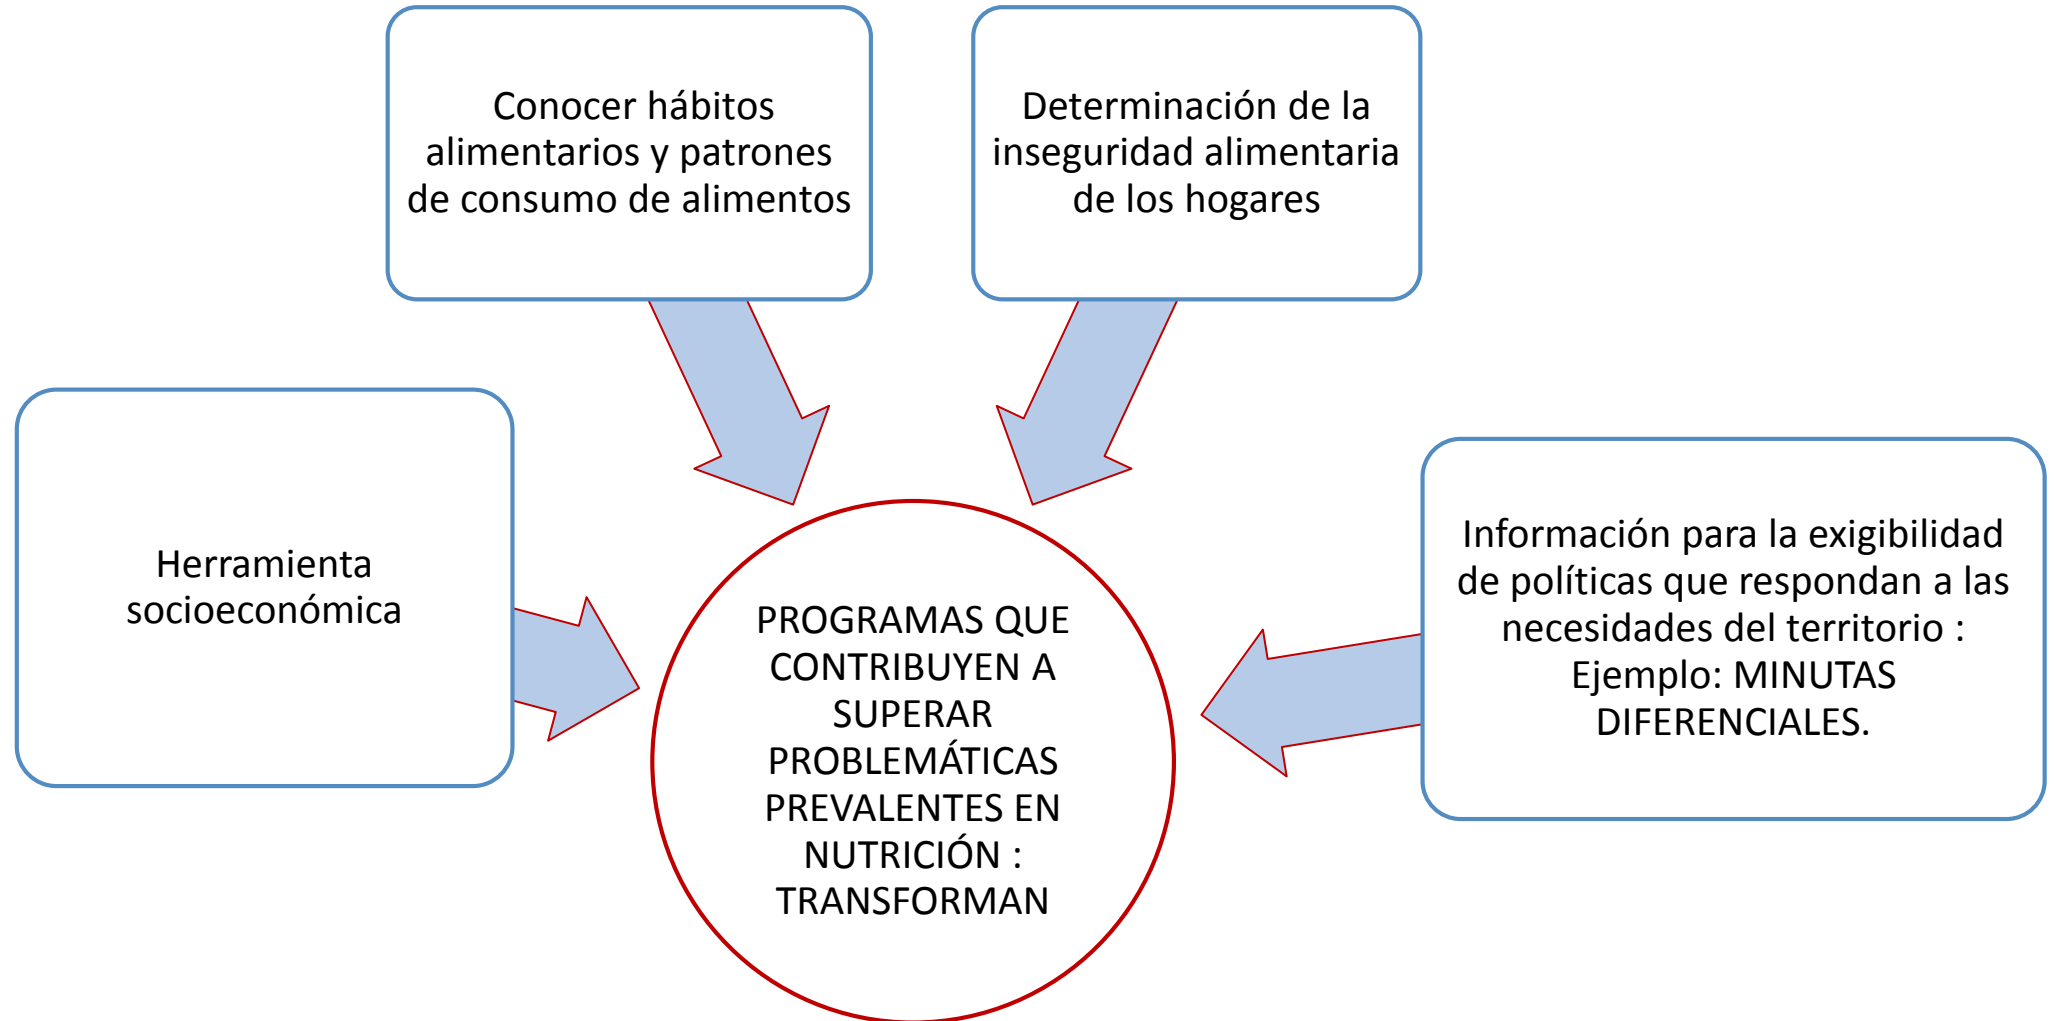 Conocer hábitos
alimentarios y patrones
de consumo de alimentos
Determinación de la
inseguridad alimentaria
de los hogares
Herramienta
socioeconómica
Información para la exigibilidad
de políticas que respondan a las
necesidades del territorio :
Ejemplo: MINUTAS
DIFERENCIALES.
PROGRAMAS QUE
CONTRIBUYEN A
SUPERAR
PROBLEMÁTICAS
PREVALENTES EN
NUTRICIÓN :
TRANSFORMAN